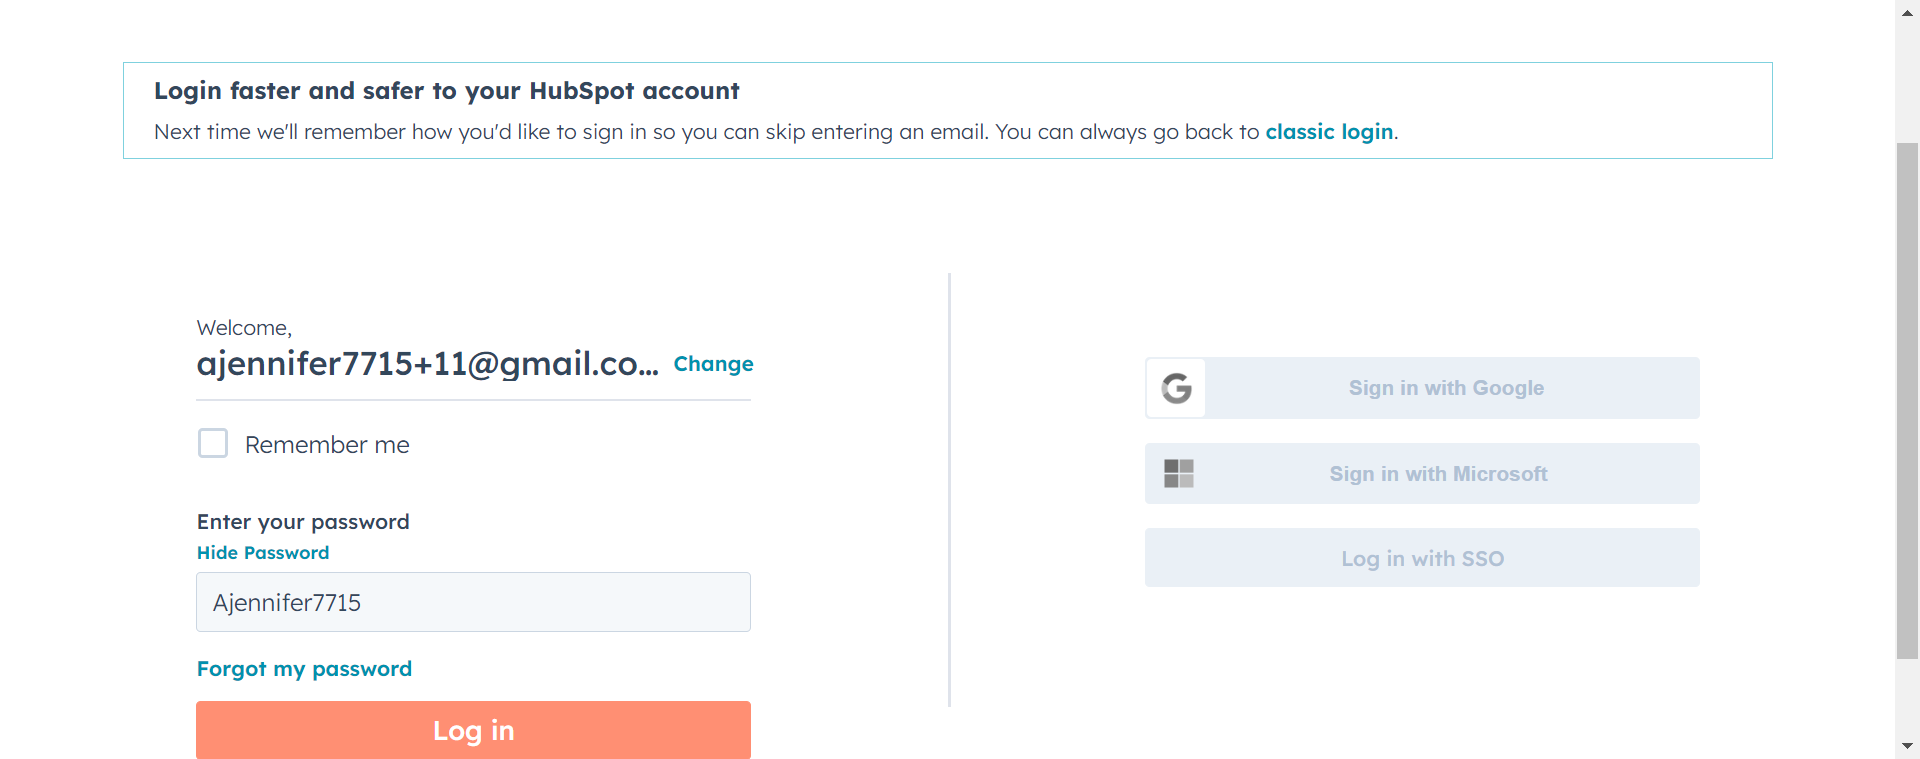 Login faster and safer to your HubSpot account
Next time we'll remember how you'd like to sign in so you can skip entering an email. You can always go back to classic login.
Welcome,
ajennifer7715+11@gmail.co... Change
Remember me
Enter your password
Hide Password
Ajennifer7715
Forgot my password
Log in
Sign in with Google
Sign in with Microsoft
Log in with SSO